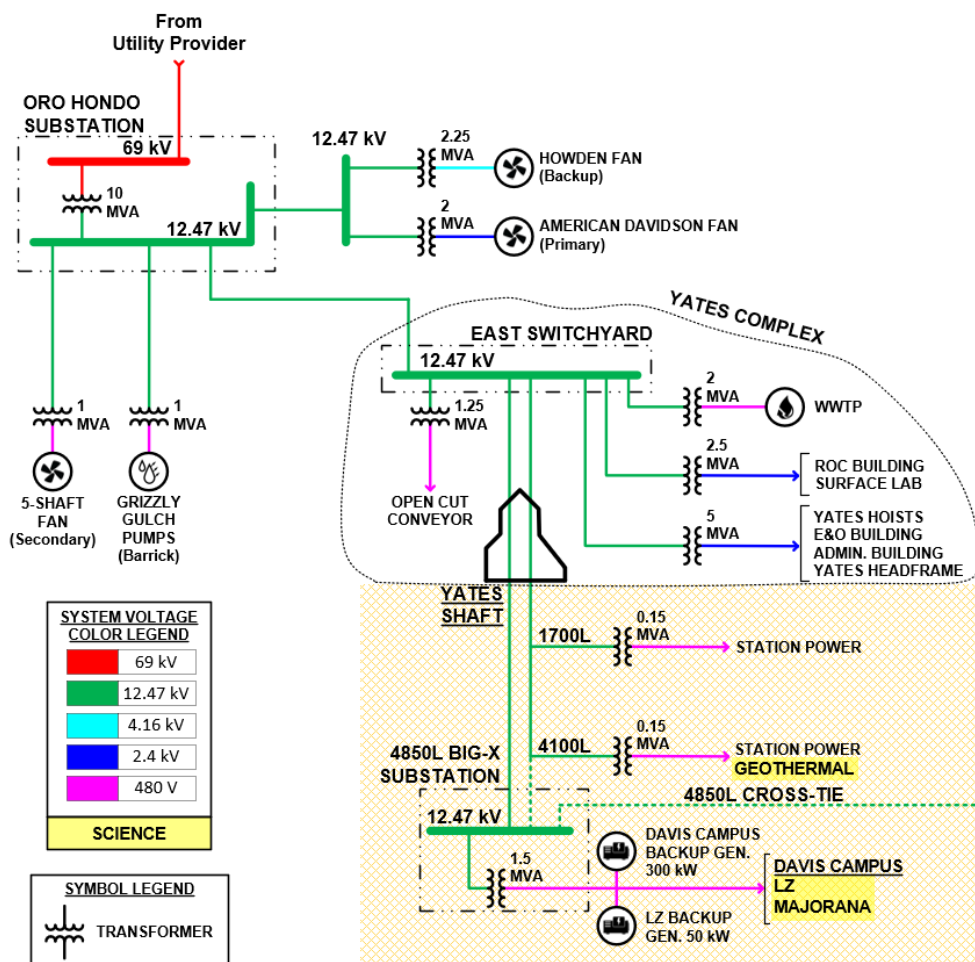 From
Utility Provider
ORO HONDO
SUBSTATION
69 kV
10
MVA
12.47 kV
12.47 kV
2.25
MVA
HOWDEN FAN
(Backup)
2
MVA
AMERICAN DAVIDSON FAN
(Primary)
1
MVA
5-SHAFT
FAN
(Secondary)
1
MVA
GRIZZLY
GULCH
PUMPS
(Barrick)
YATES COMPLEX
EAST SWITCHYARD
12.47 kV
1.25
MVA
OPEN CUT
CONVEYOR
2
MVA
WWTP
2.5
MVA
ROC BUILDING
SURFACE LAB
5
MVA
YATES HOISTS
E&O BUILDING
ADMIN. BUILDING
YATES HEADFRAME
YATES
SHAFT
1700L
0.15
MVA
STATION POWER
4100L
0.15
MVA
STATION POWER
GEOTHERMAL
4850L BIG-X
SUBSTATION
4850L CROSS-TIE
12.47 kV
1.5
MVA
DAVIS CAMPUS
BACKUP GEN.
300 kW
LZ BACKUP
GEN. 50 kW
DAVIS CAMPUS
LZ
MAJORANA
SYSTEM VOLTAGE
COLOR LEGEND
69 kV
12.47 kV
4.16 kV
2.4 kV
480 V
SCIENCE
SYMBOL LEGEND
TRANSFORMER